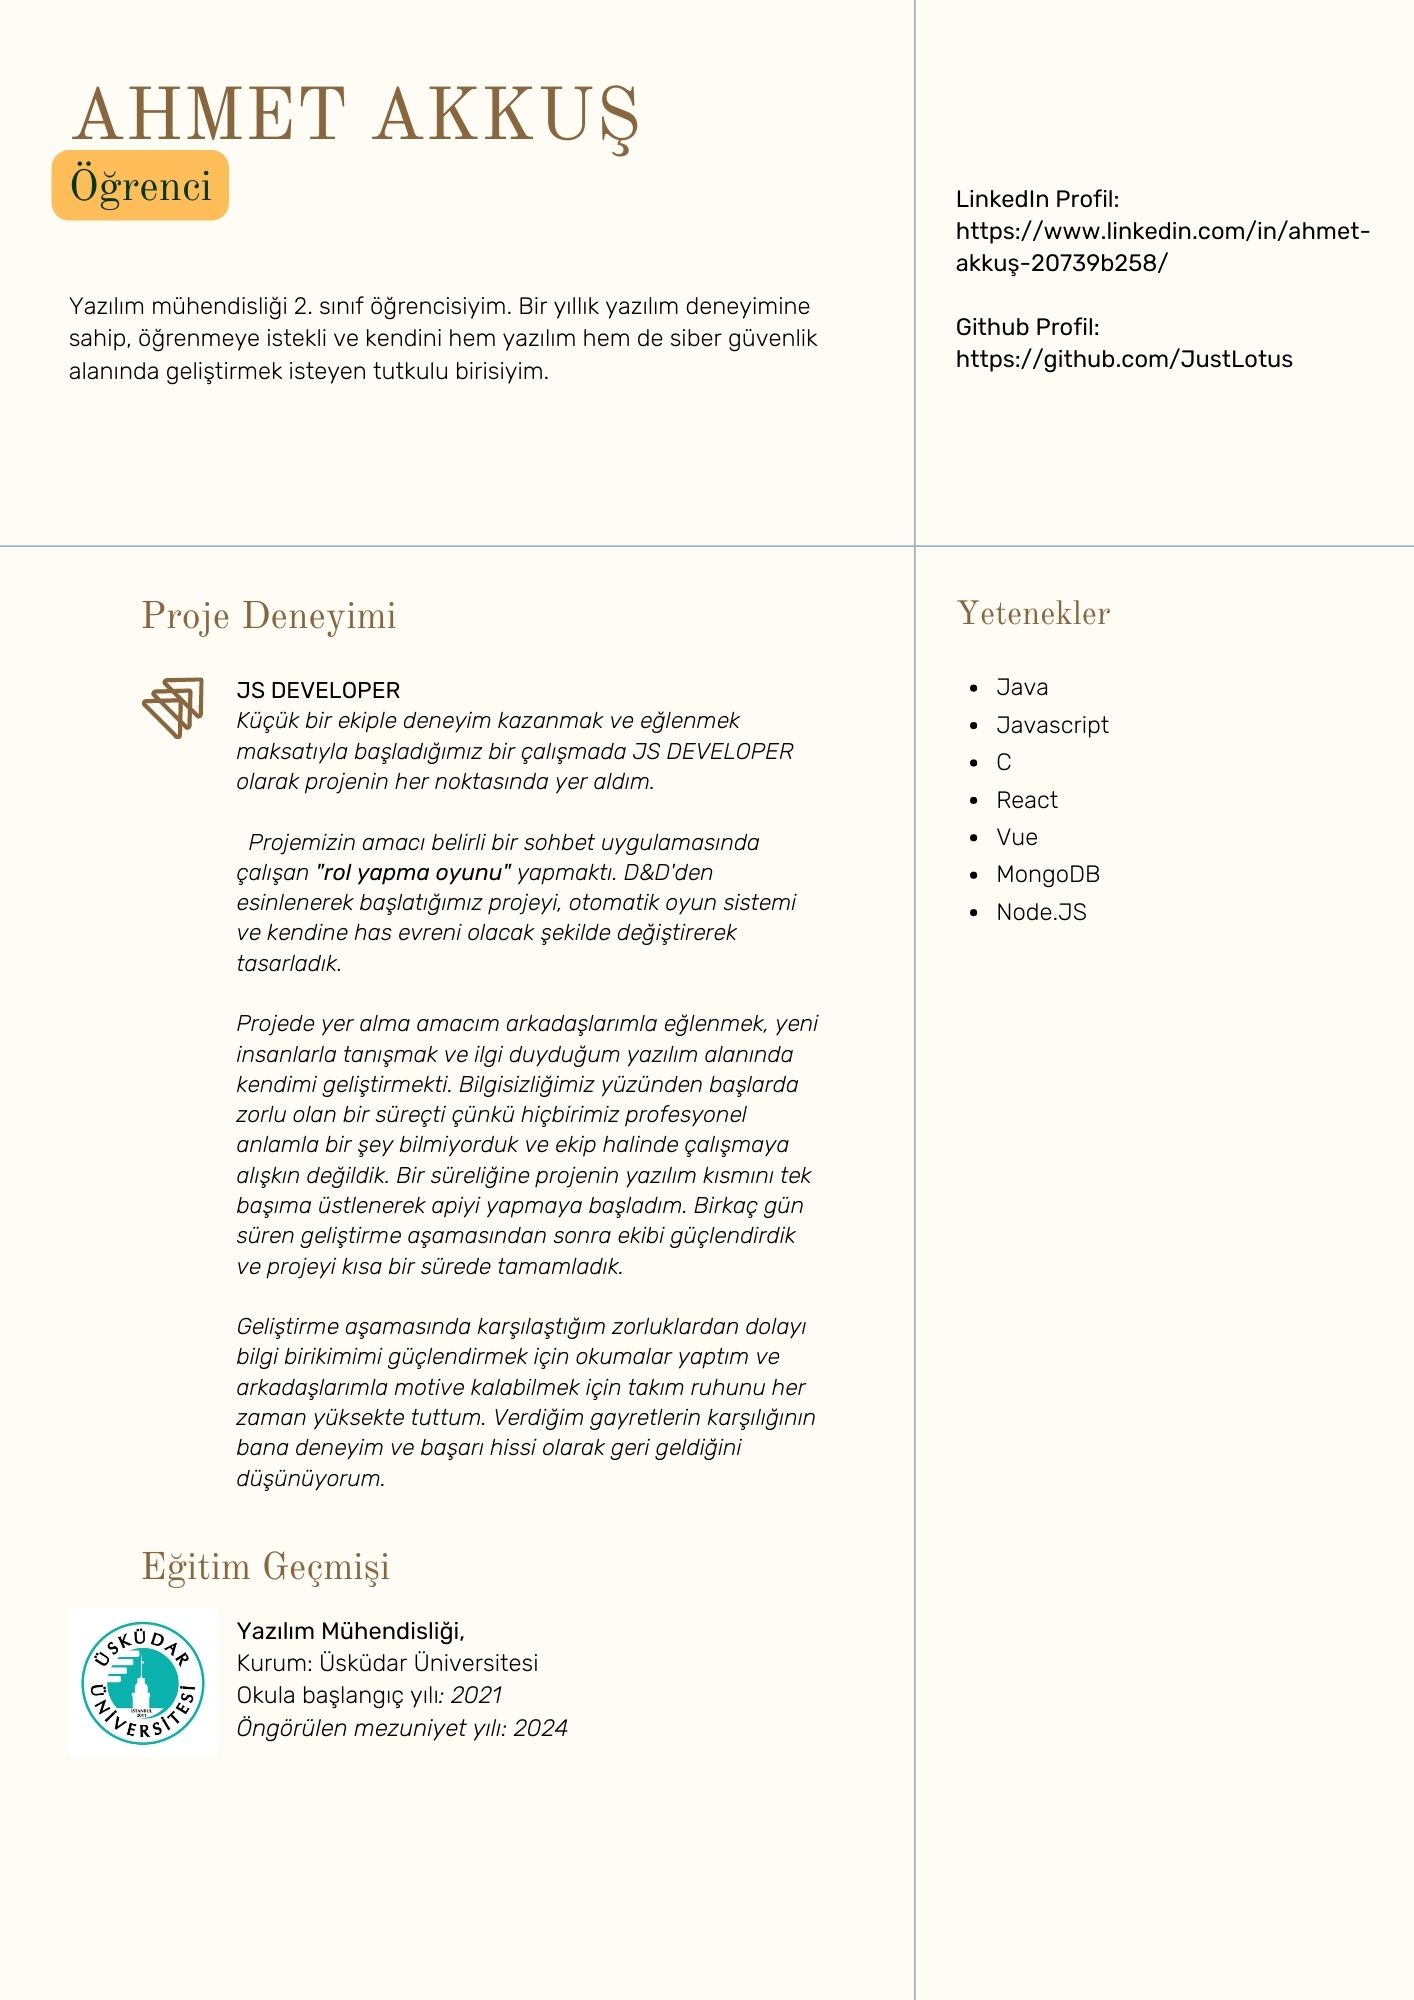 AHMET AKKUŞ
Öğrenci
Yazılım mühendisliği 2. sınıf öğrencisiyim. Bir yıllık yazılım deneyimine
sahip, öğrenmeye istekli ve kendini hem yazılım hem de siber güvenlik
alanında geliştirmek isteyen tutkulu birisiyim.
LinkedIn Profil:
https://www.linkedin.com/in/ahmet-
akkuş-20739b258/
Github Profil:
https://github.com/JustLotus
Proje Deneyimi
JS DEVELOPER
Küçük bir ekiple deneyim kazanmak ve eğlenmek
maksatıyla başladığımız bir çalışmada JS DEVELOPER
olarak projenin her noktasında yer aldım.
Projemizin amacı belirli bir sohbet uygulamasında
çalışan "rol yapma oyunu" yapmaktı. D&D'den
esinlenerek başlatığımız projeyi, otomatik oyun sistemi
ve kendine has evreni olacak şekilde değiştirerek
tasarladık.
Projede yer alma amacım arkadaşlarımla eğlenmek, yeni
insanlarla tanışmak ve ilgi duyduğum yazılım alanında
kendimi geliştirmekti. Bilgisizliğimiz yüzünden başlarda
zorlu olan bir süreçti çünkü hiçbirimiz profesyonel
anlamla bir şey bilmiyorduk ve ekip halinde çalışmaya
alışkın değildik. Bir süreliğine projenin yazılım kısmını tek
başıma üstlenerek apiyi yapmaya başladım. Birkaç gün
süren geliştirme aşamasından sonra ekibi güçlendirdik
ve projeyi kısa bir sürede tamamladık.
Geliştirme aşamasında karşılaştığım zorluklardan dolayı
bilgi birikimimi güçlendirmek için okumalar yaptım ve
arkadaşlarımla motive kalabilmek için takım ruhunu her
zaman yüksekte tuttum. Verdiğim gayretlerin karşılığının
bana deneyim ve başarı hissi olarak geri geldiğini
düşünüyorum.
Eğitim Geçmişi
ÜSKÜDAR
ÜNİVERSİTESİ
İSTANBUL
2011
Yazılım Mühendisliği,
Kurum: Üsküdar Üniversitesi
Okula başlangıç yılı: 2021
Öngörülen mezuniyet yılı: 2024
Yetenekler
• Java
• Javascript
• C
• React
• Vue
• MongoDB
• Node.JS